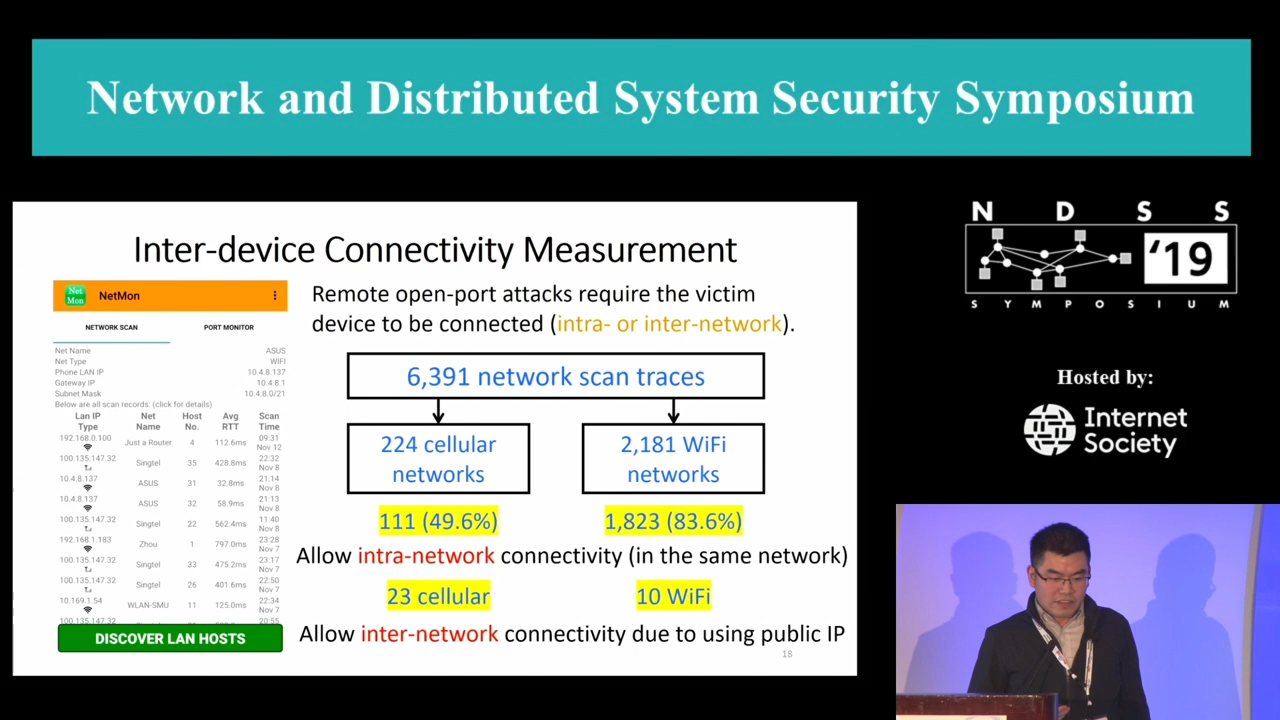 Network and Distributed System Security Symposium
Inter-device Connectivity Measurement
Net
Mon
NetMon
NETWORK SCAN PORT MONITOR
Net Name ASUS
Net Type WIFI
Phone LAN IP 10.4.8.137
Gateway IP 10.4.8.1
Subnet Mask 10.4.8.0/21
Below are all scan records: (click for details)
Lan IP Net Host Avg Scan
Type Name No. RTT Time
192.168.0.100 Just a Router 4 112.6ms 09:31
Nov 12
100.135.147.32 Singtel 35 428.8ms 22:32
Nov 8
10.4.8.137 ASUS 31 32.8ms 21:14
Nov 8
10.4.8.137 ASUS 32 58.9ms 21:13
Nov 8
100.135.147.32 Singtel 22 562.4ms 11:40
Nov 8
192.168.1.183 Zhou 1 797.0ms 23:28
Nov 7
100.135.147.32 Singtel 33 475.2ms 23:17
Nov 7
100.135.147.32 Singtel 26 401.6ms 22:50
Nov 7
10.169.1.54 WLAN-SMU 11 125.0ms 22:34
Nov 7
100.135.147.32 20:55
DISCOVER LAN HOSTS
Remote open-port attacks require the victim
device to be connected (intra- or inter-network).
6,391 network scan traces
224 cellular
networks
2,181 WiFi
networks
111 (49.6%) 1,823 (83.6%)
Allow intra-network connectivity (in the same network)
23 cellular 10 WiFi
Allow inter-network connectivity due to using public IP
18
N D S S
'19
S Y M P O S I U M
Hosted by:
Internet
Society